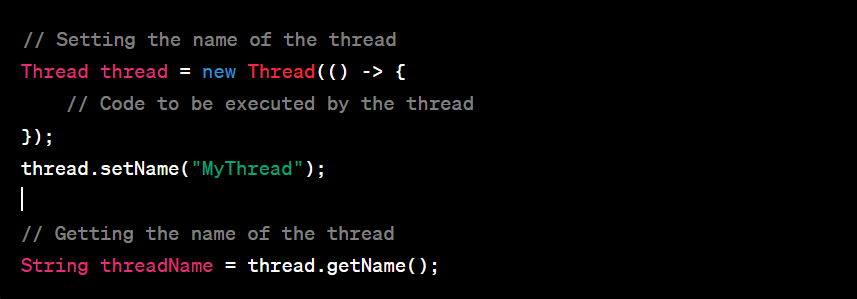 // Setting the name of the thread
Thread thread = new Thread(() -> {
    // Code to be executed by the thread
});
thread.setName("MyThread");
// Getting the name of the thread
String threadName = thread.getName();